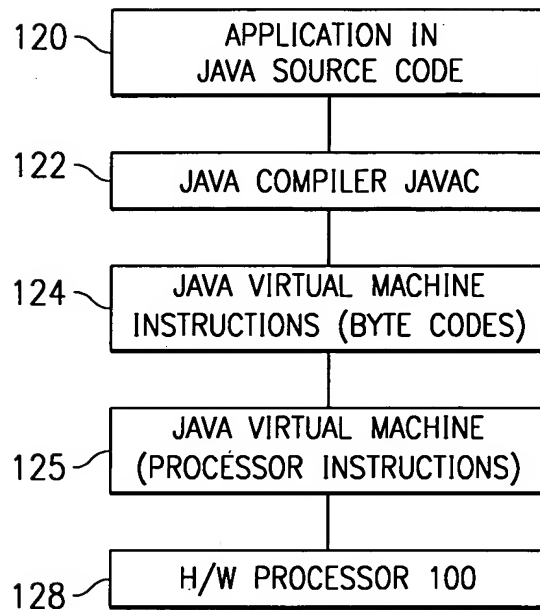 120
APPLICATION IN
JAVA SOURCE CODE
122
JAVA COMPILER JAVAC
124
JAVA VIRTUAL MACHINE
INSTRUCTIONS (BYTE CODES)
125
JAVA VIRTUAL MACHINE
(PROCESSOR INSTRUCTIONS)
128
H/W PROCESSOR 100